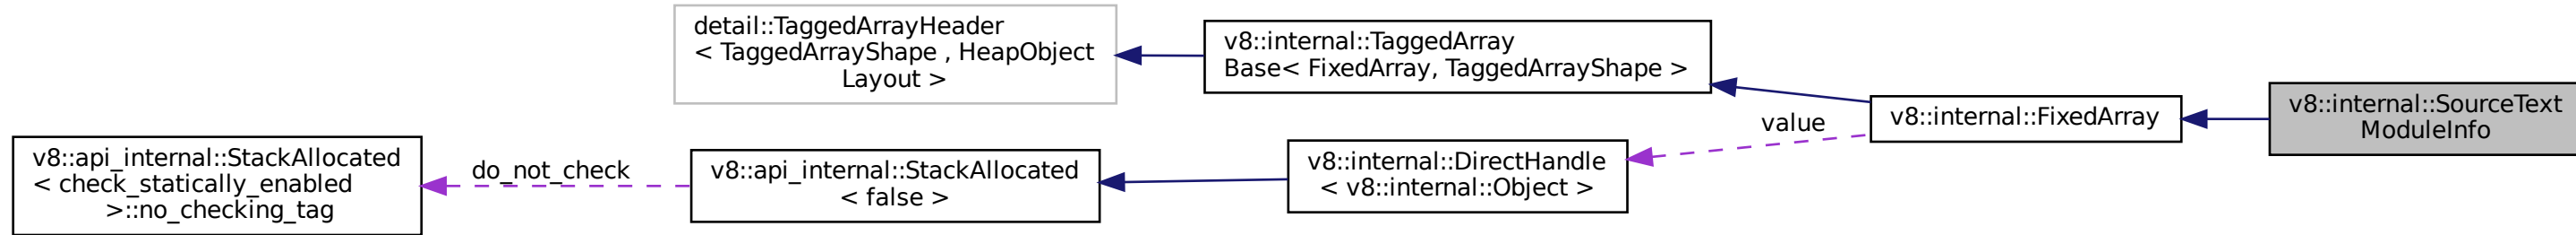 detail::TaggedArrayHeader
< TaggedArrayShape , HeapObject
Layout >
v8::internal::TaggedArray
Base< FixedArray, TaggedArrayShape >
v8::internal::FixedArray
v8::internal::SourceText
ModuleInfo
value
v8::api_internal::StackAllocated
< check_statically_enabled
>::no_checking_tag
do_not_check
v8::api_internal::StackAllocated
< false >
v8::internal::DirectHandle
< v8::internal::Object >